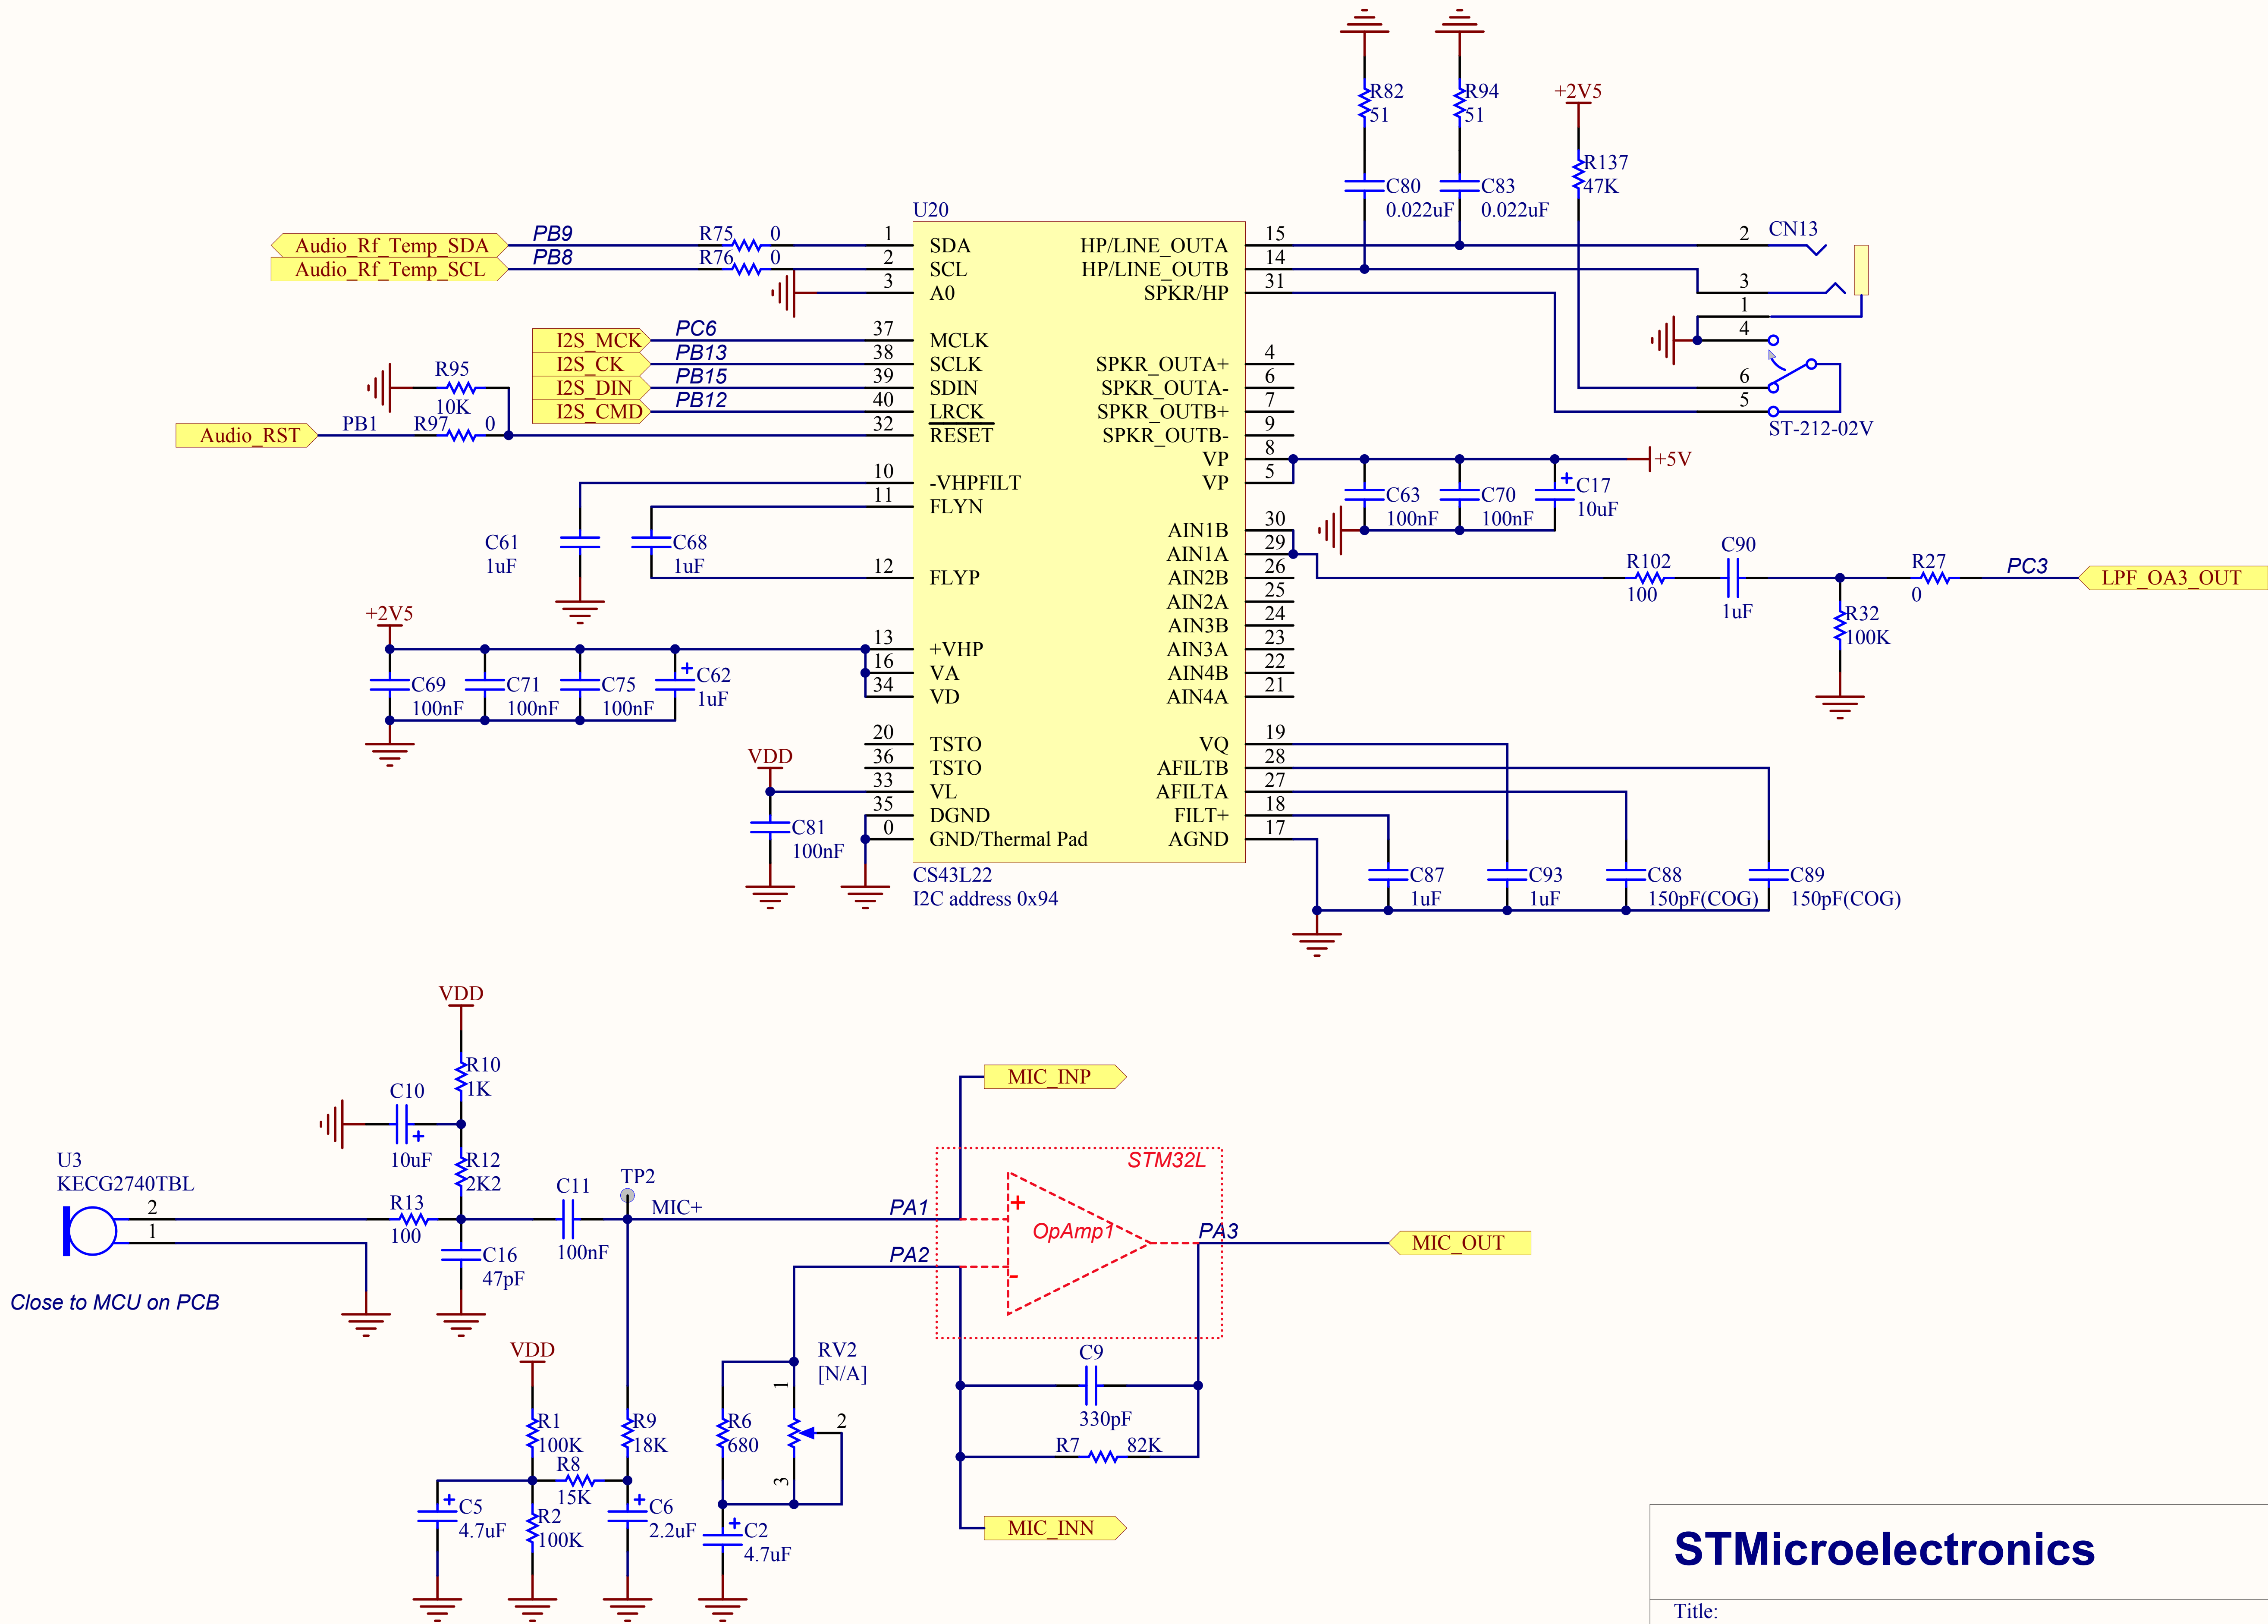 R82
51
R94
51
+2V5
R137
47K
C80
0.022uF
C83
0.022uF
U20
CN13
Audio_Rf_Temp_SDA
PB9
R75
0
1
SDA
HP/LINE_OUTA
15
2
Audio_Rf_Temp_SCL
PB8
R76
0
2
SCL
HP/LINE_OUTB
14
3
3
A0
SPKR/HP
31
1
I2S_MCK
PC6
37
MCLK
4
I2S_CK
PB13
38
SCLK
SPKR_OUTA+
4
I2S_DIN
PB15
39
SDIN
SPKR_OUTA-
6
6
I2S_CMD
PB12
40
LRCK
SPKR_OUTB+
7
5
R95
10K
Audio_RST
PB1
R97
0
32
RESET
SPKR_OUTB-
9
ST-212-02V
VP
8
+5V
10
-VHPFILT
VP
5
11
FLYN
C63
100nF
C70
100nF
+
C17
10uF
C61
1uF
C68
1uF
12
FLYP
AIN1B
30
AIN1A
29
AIN2B
26
AIN2A
25
AIN3B
24
AIN3A
23
AIN4B
22
AIN4A
21
R102
100
C90
1uF
R27
0
PC3
LPF_OA3_OUT
R32
100K
+2V5
13
+VHP
16
VA
34
VD
C69
100nF
C71
100nF
C75
100nF
+
C62
1uF
20
TSTO
VQ
19
36
TSTO
AFILTB
28
VDD
33
VL
AFILTA
27
35
DGND
FILT+
18
0
GND/Thermal Pad
AGND
17
C81
100nF
CS43L22
I2C address 0x94
C87
1uF
C93
1uF
C88
150pF(COG)
C89
150pF(COG)
VDD
R10
1K
C10
+
10uF
R12
2K2
MIC_INP
STM32L
U3
KECG2740TBL
2
1
R13
100
C11
100nF
TP2
MIC+
PA1
+
OpAmp1
PA3
MIC_OUT
C16
47pF
PA2
-
Close to MCU on PCB
VDD
RV2
[N/A]
C9
330pF
R1
100K
R9
18K
R6
680
1
2
3
R7
82K
R8
15K
+
C5
4.7uF
R2
100K
+
C6
2.2uF
+
C2
4.7uF
MIC_INN
STMicroelectronics
Title: